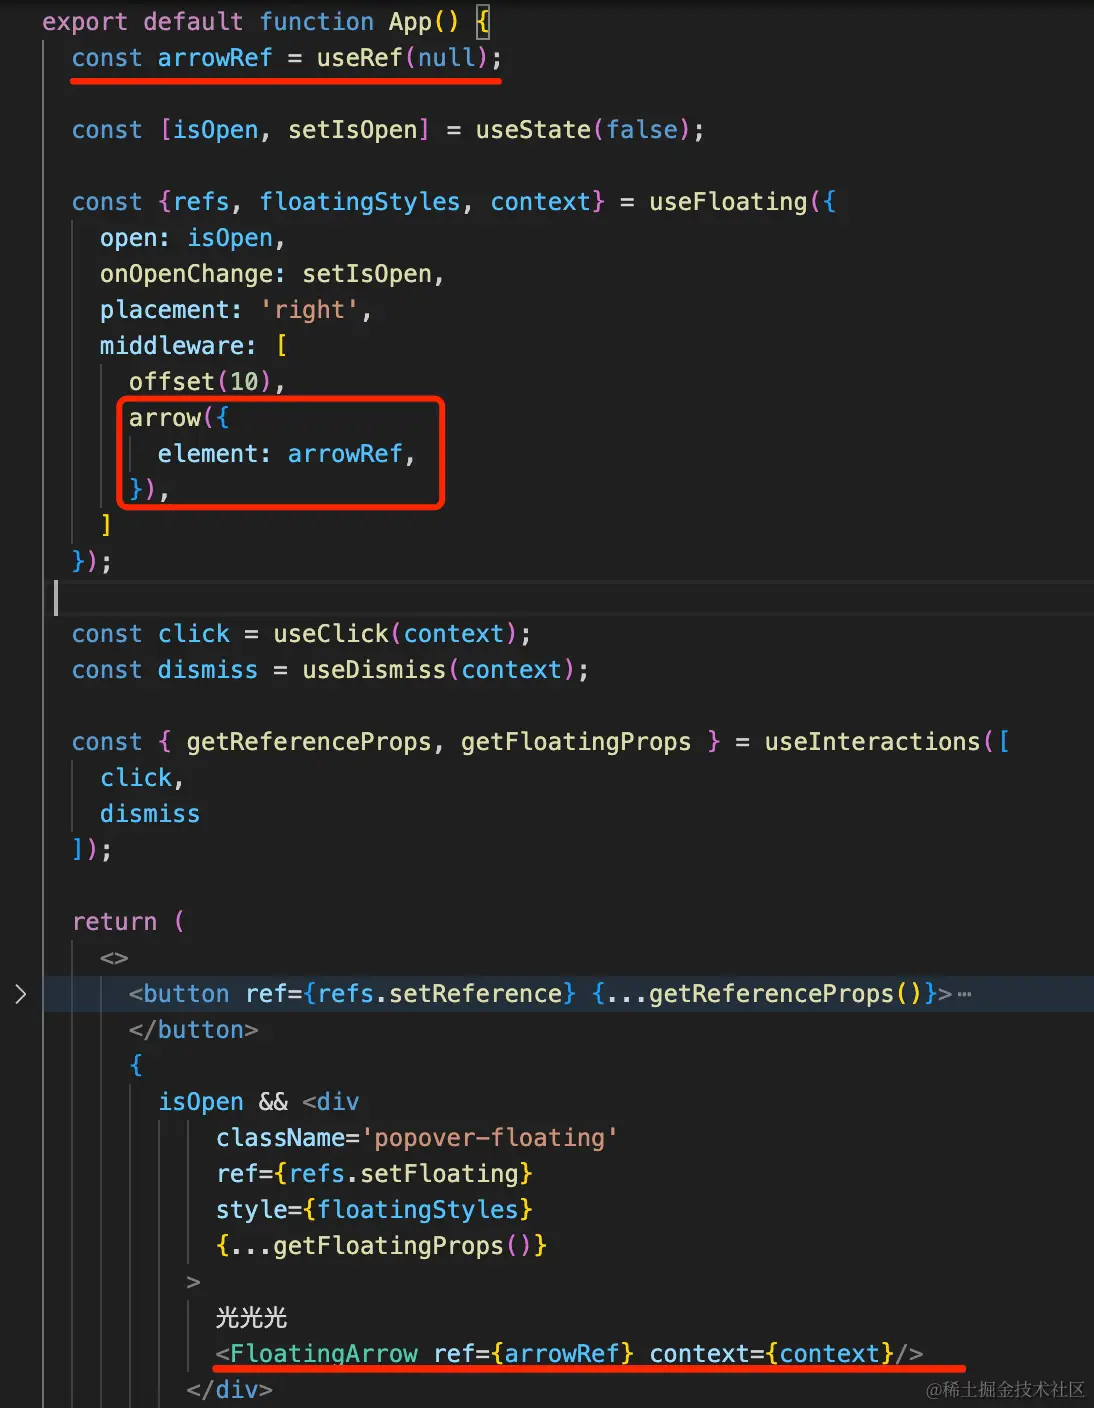 export default function App() {
const arrowRef = useRef(null);
const [isOpen, setIsOpen] = useState(false);
const {refs, floatingStyles, context} = useFloating({
open: isOpen,
onOpenChange: setIsOpen,
placement: 'right',
middleware: [
offset(10),
arrow({
element: arrowRef,
}),
]
});
const click = useClick(context);
const dismiss = useDismiss(context);
const { getReferenceProps, getFloatingProps } = useInteractions([
click,
dismiss
]);
return (
<>
<button ref={refs.setReference} {...getReferenceProps()}>⋯
</button>
{
isOpen && <div
className='popover-floating'
ref={refs.setFloating}
style={floatingStyles}
{...getFloatingProps()}
>
光光光
<FloatingArrow ref={arrowRef} context={context}/>
</div>
@稀土掘金技术社区